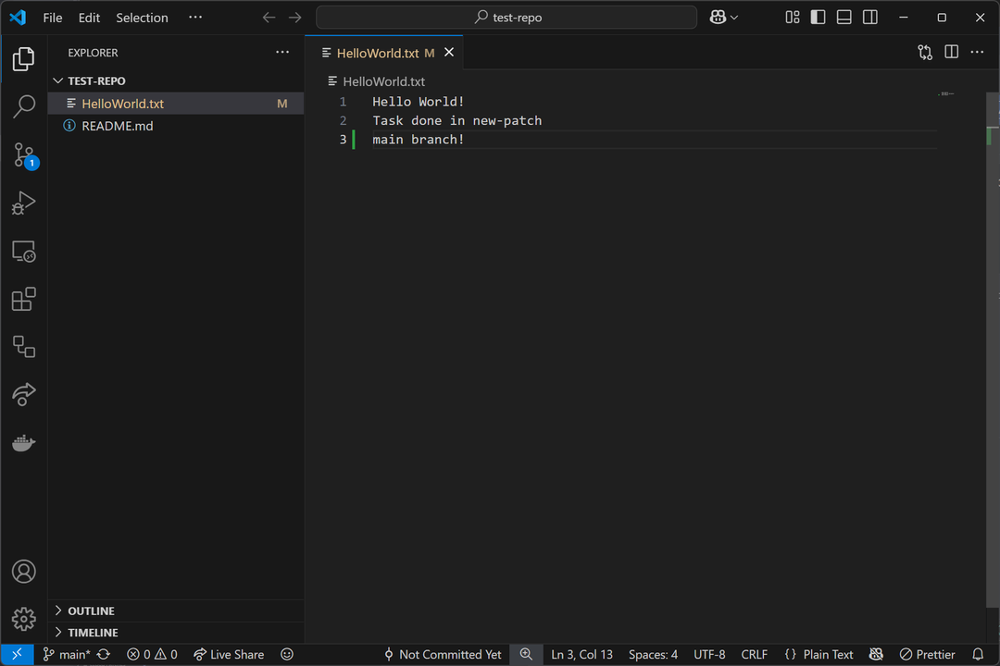 File Edit Selection ··· test-repo
EXPLORER ···
TEST-REPO
HelloWorld.txt M
README.md
OUTLINE
TIMELINE
HelloWorld.txt M
HelloWorld.txt
1 Hello World!
2 Task done in new-patch
3 main branch!
1
main* 0 0 Live Share Not Committed Yet Ln 3, Col 13 Spaces: 4 UTF-8 CRLF {} Plain Text Prettier